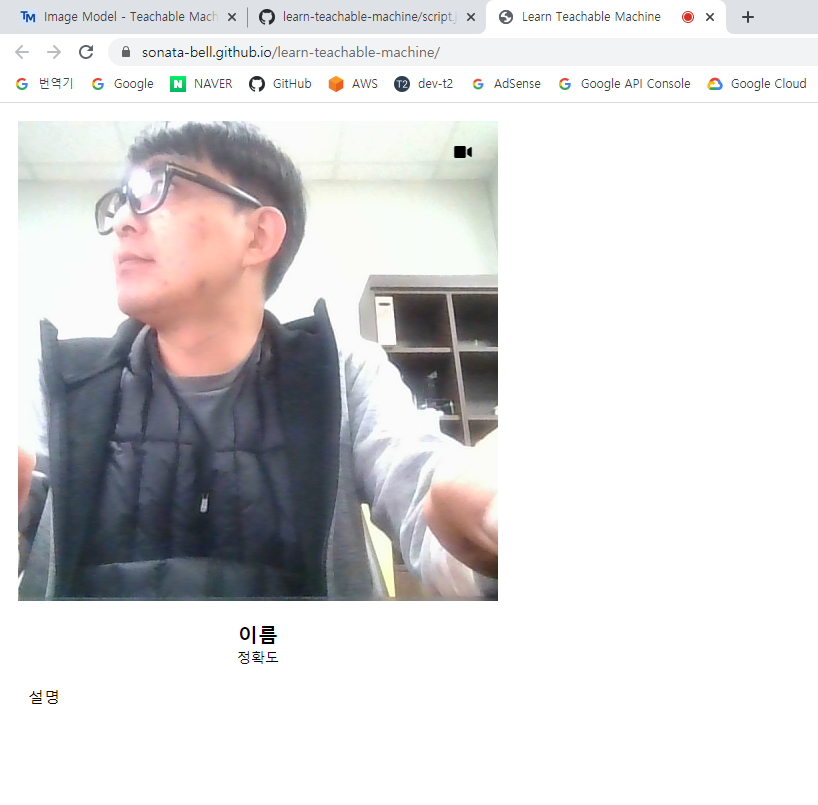 TM Image Model - Teachable Mach
learn-teachable-machine/script.j
Learn Teachable Machine
sonata-bell.github.io/learn-teachable-machine/
번역기 Google N NAVER GitHub AWS T2 dev-t2 AdSense Google API Console Google Cloud
이름
정확도
설명